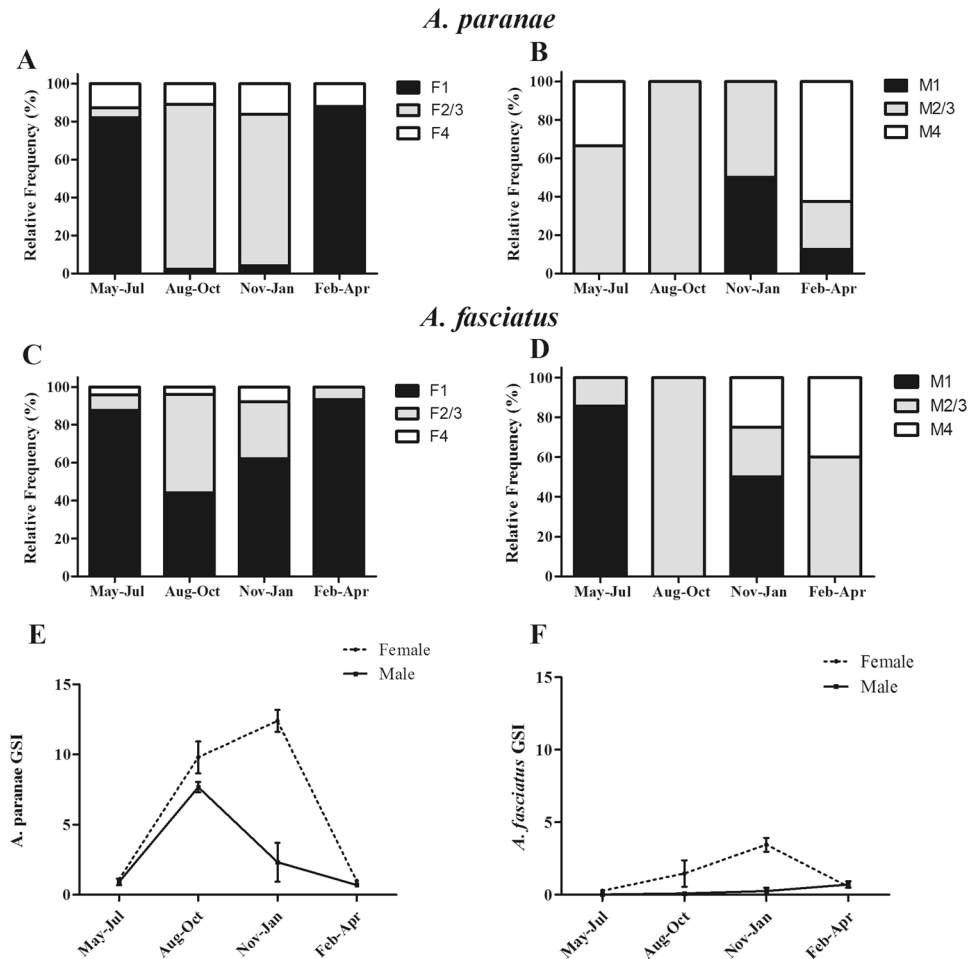 A. paranae
A
Relative Frequency (%)
100
80
60
40
20
0
May-Jul Aug-Oct Nov-Jan Feb-Apr
F1
F2/3
F4
B
Relative Frequency (%)
100
80
60
40
20
0
May-Jul Aug-Oct Nov-Jan Feb-Apr
M1
M2/3
M4
A. fasciatus
C
Relative Frequency (%)
100
80
60
40
20
0
May-Jul Aug-Oct Nov-Jan Feb-Apr
F1
F2/3
F4
D
Relative Frequency (%)
100
80
60
40
20
0
May-Jul Aug-Oct Nov-Jan Feb-Apr
M1
M2/3
M4
E
Female
Male
A. paranae GSI
15
10
5
0
May-Jul
Aug-Oct
Nov-Jan
Feb-Apr
F
Female
Male
A. fasciatus GSI
15
10
5
0
May-Jul
Aug-Oct
Nov-Jan
Feb-Apr